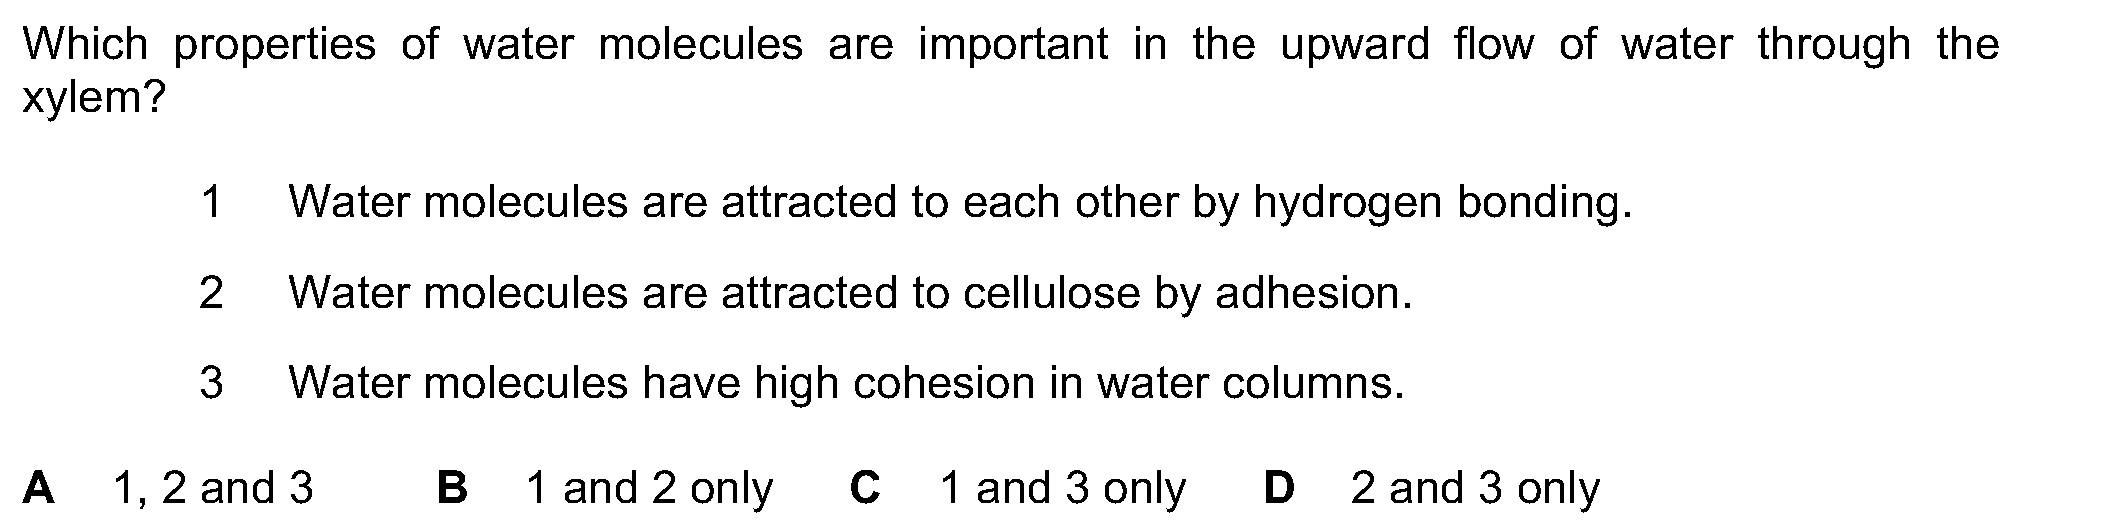 Which properties of water molecules are important in the upward flow of water through the
xylem?
1 Water molecules are attracted to each other by hydrogen bonding.
2 Water molecules are attracted to cellulose by adhesion.
3 Water molecules have high cohesion in water columns.
A 1, 2 and 3 B 1 and 2 only C 1 and 3 only D 2 and 3 only